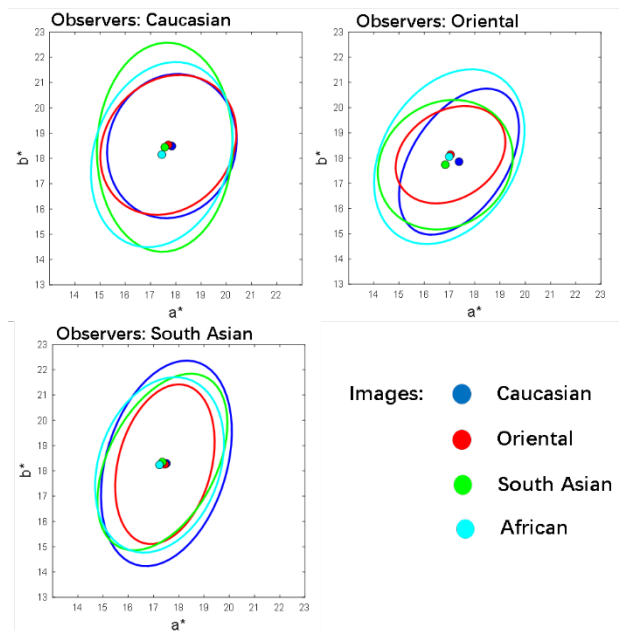 Observers: Caucasian
23
22
21
20
19
18
17
16
15
14
13
b*
14 15 16 17 18 19 20 21 22
a*
Observers: Oriental
23
22
21
20
19
18
17
16
15
14
13
b*
13 14 15 16 17 18 19 20 21 22 23
a*
Observers: South Asian
23
22
21
20
19
18
17
16
15
14
13
b*
13 14 15 16 17 18 19 20 21 22 23
a*
Images:
Caucasian
Oriental
South Asian
African